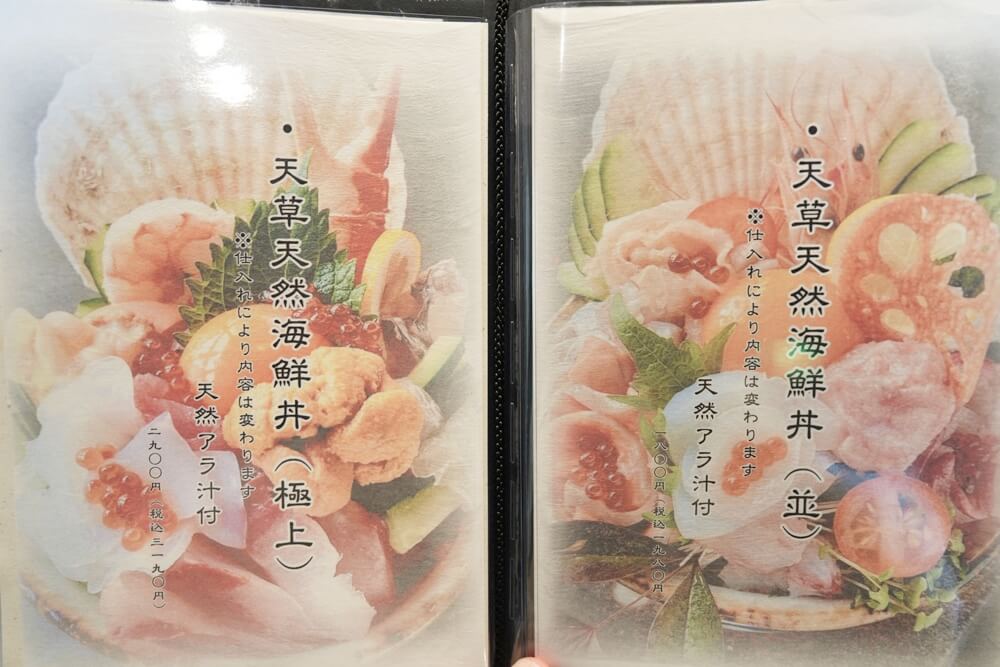 ・天草天然海鮮丼（並）
※仕入れにより内容は変わります
天然アラ汁付
一八〇〇円（税込一九八〇円
・天草天然海鮮丼（極上）
※仕入れにより内容は変わります
天然アラ汁付
二九〇〇円（税込三一九〇円）